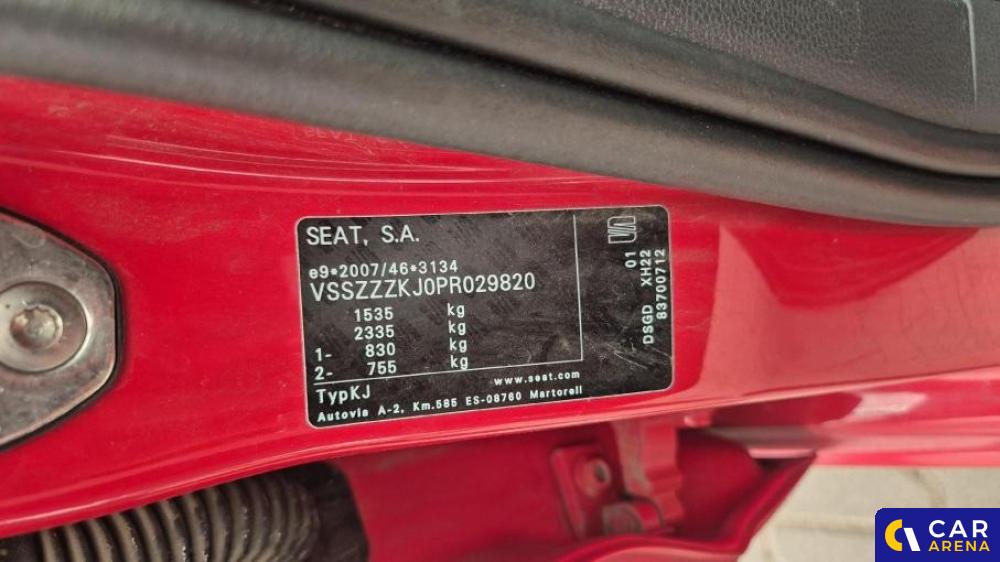 SEAT, S.A.
e9*2007/46*3134
VSSZZZKJ0PR029820
1535 kg
2335 kg
1- 830 kg
2- 755 kg
TypKJ
www.seat.com
Autovia A-2, Km.585 ES-08760 Martorell
01
DSGD XH22
83700712
CAR
ARENA